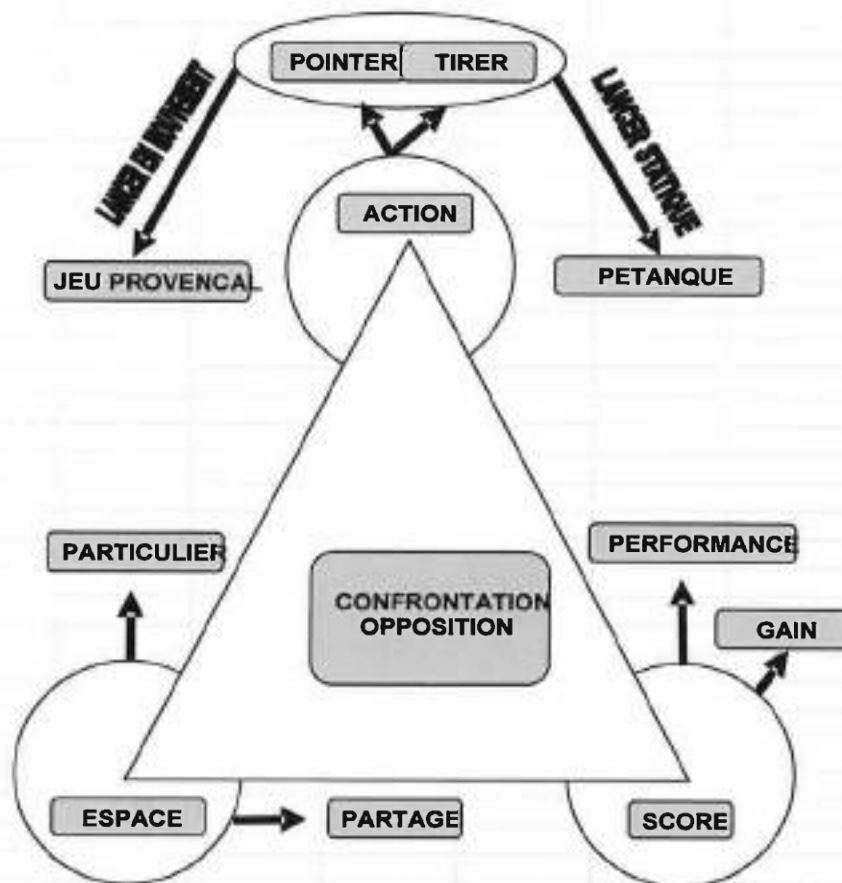 POINTER TIRER
LANCER EN MOUVEMENT
LANCER STATIQUE
ACTION
JEU PROVENCAL
PETANQUE
PARTICULIER
PERFORMANCE
CONFRONTATION
OPPOSITION
GAIN
ESPACE
PARTAGE
SCORE